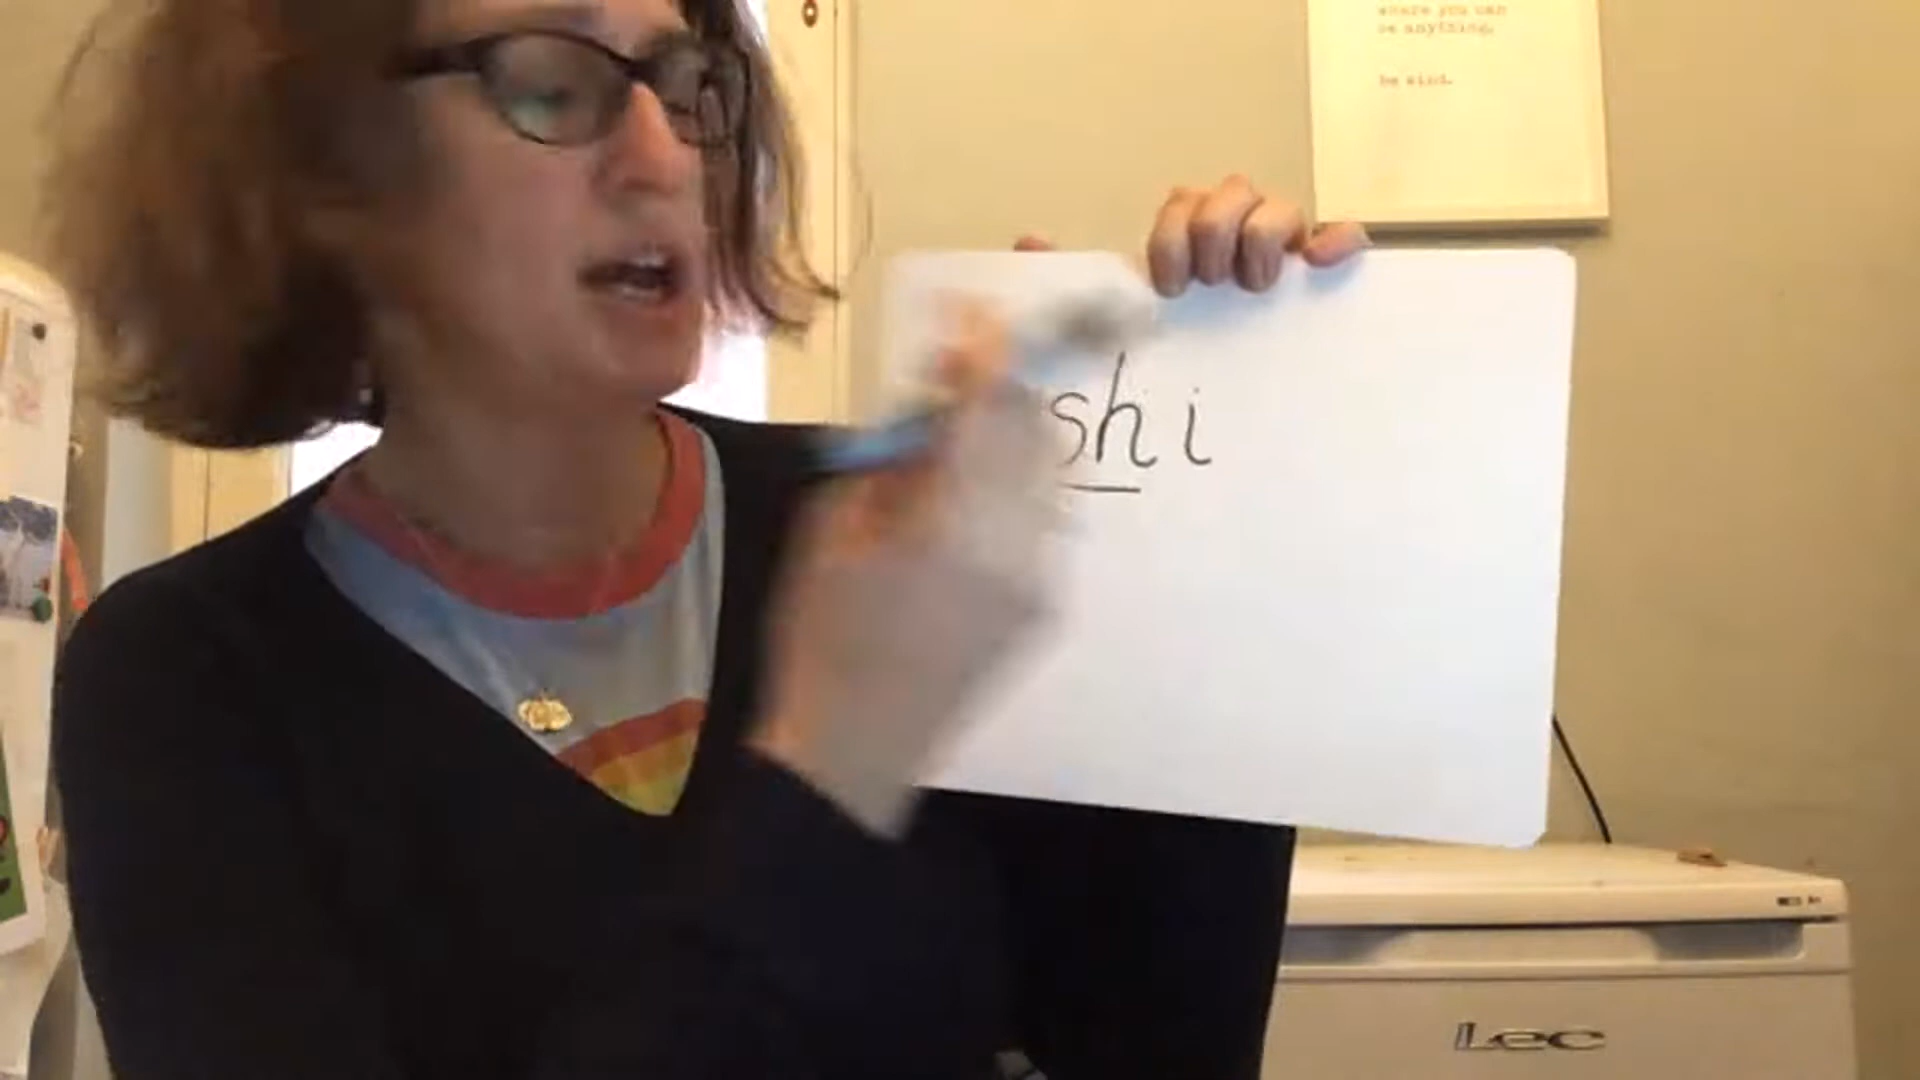 where you can
be anything,
be kind.
shi
Lec